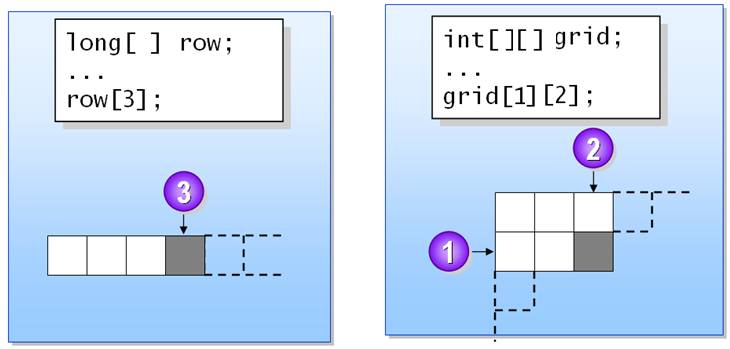 long[ ] row;
...
row[3];
3
int[][] grid;
...
grid[1][2];
2
1